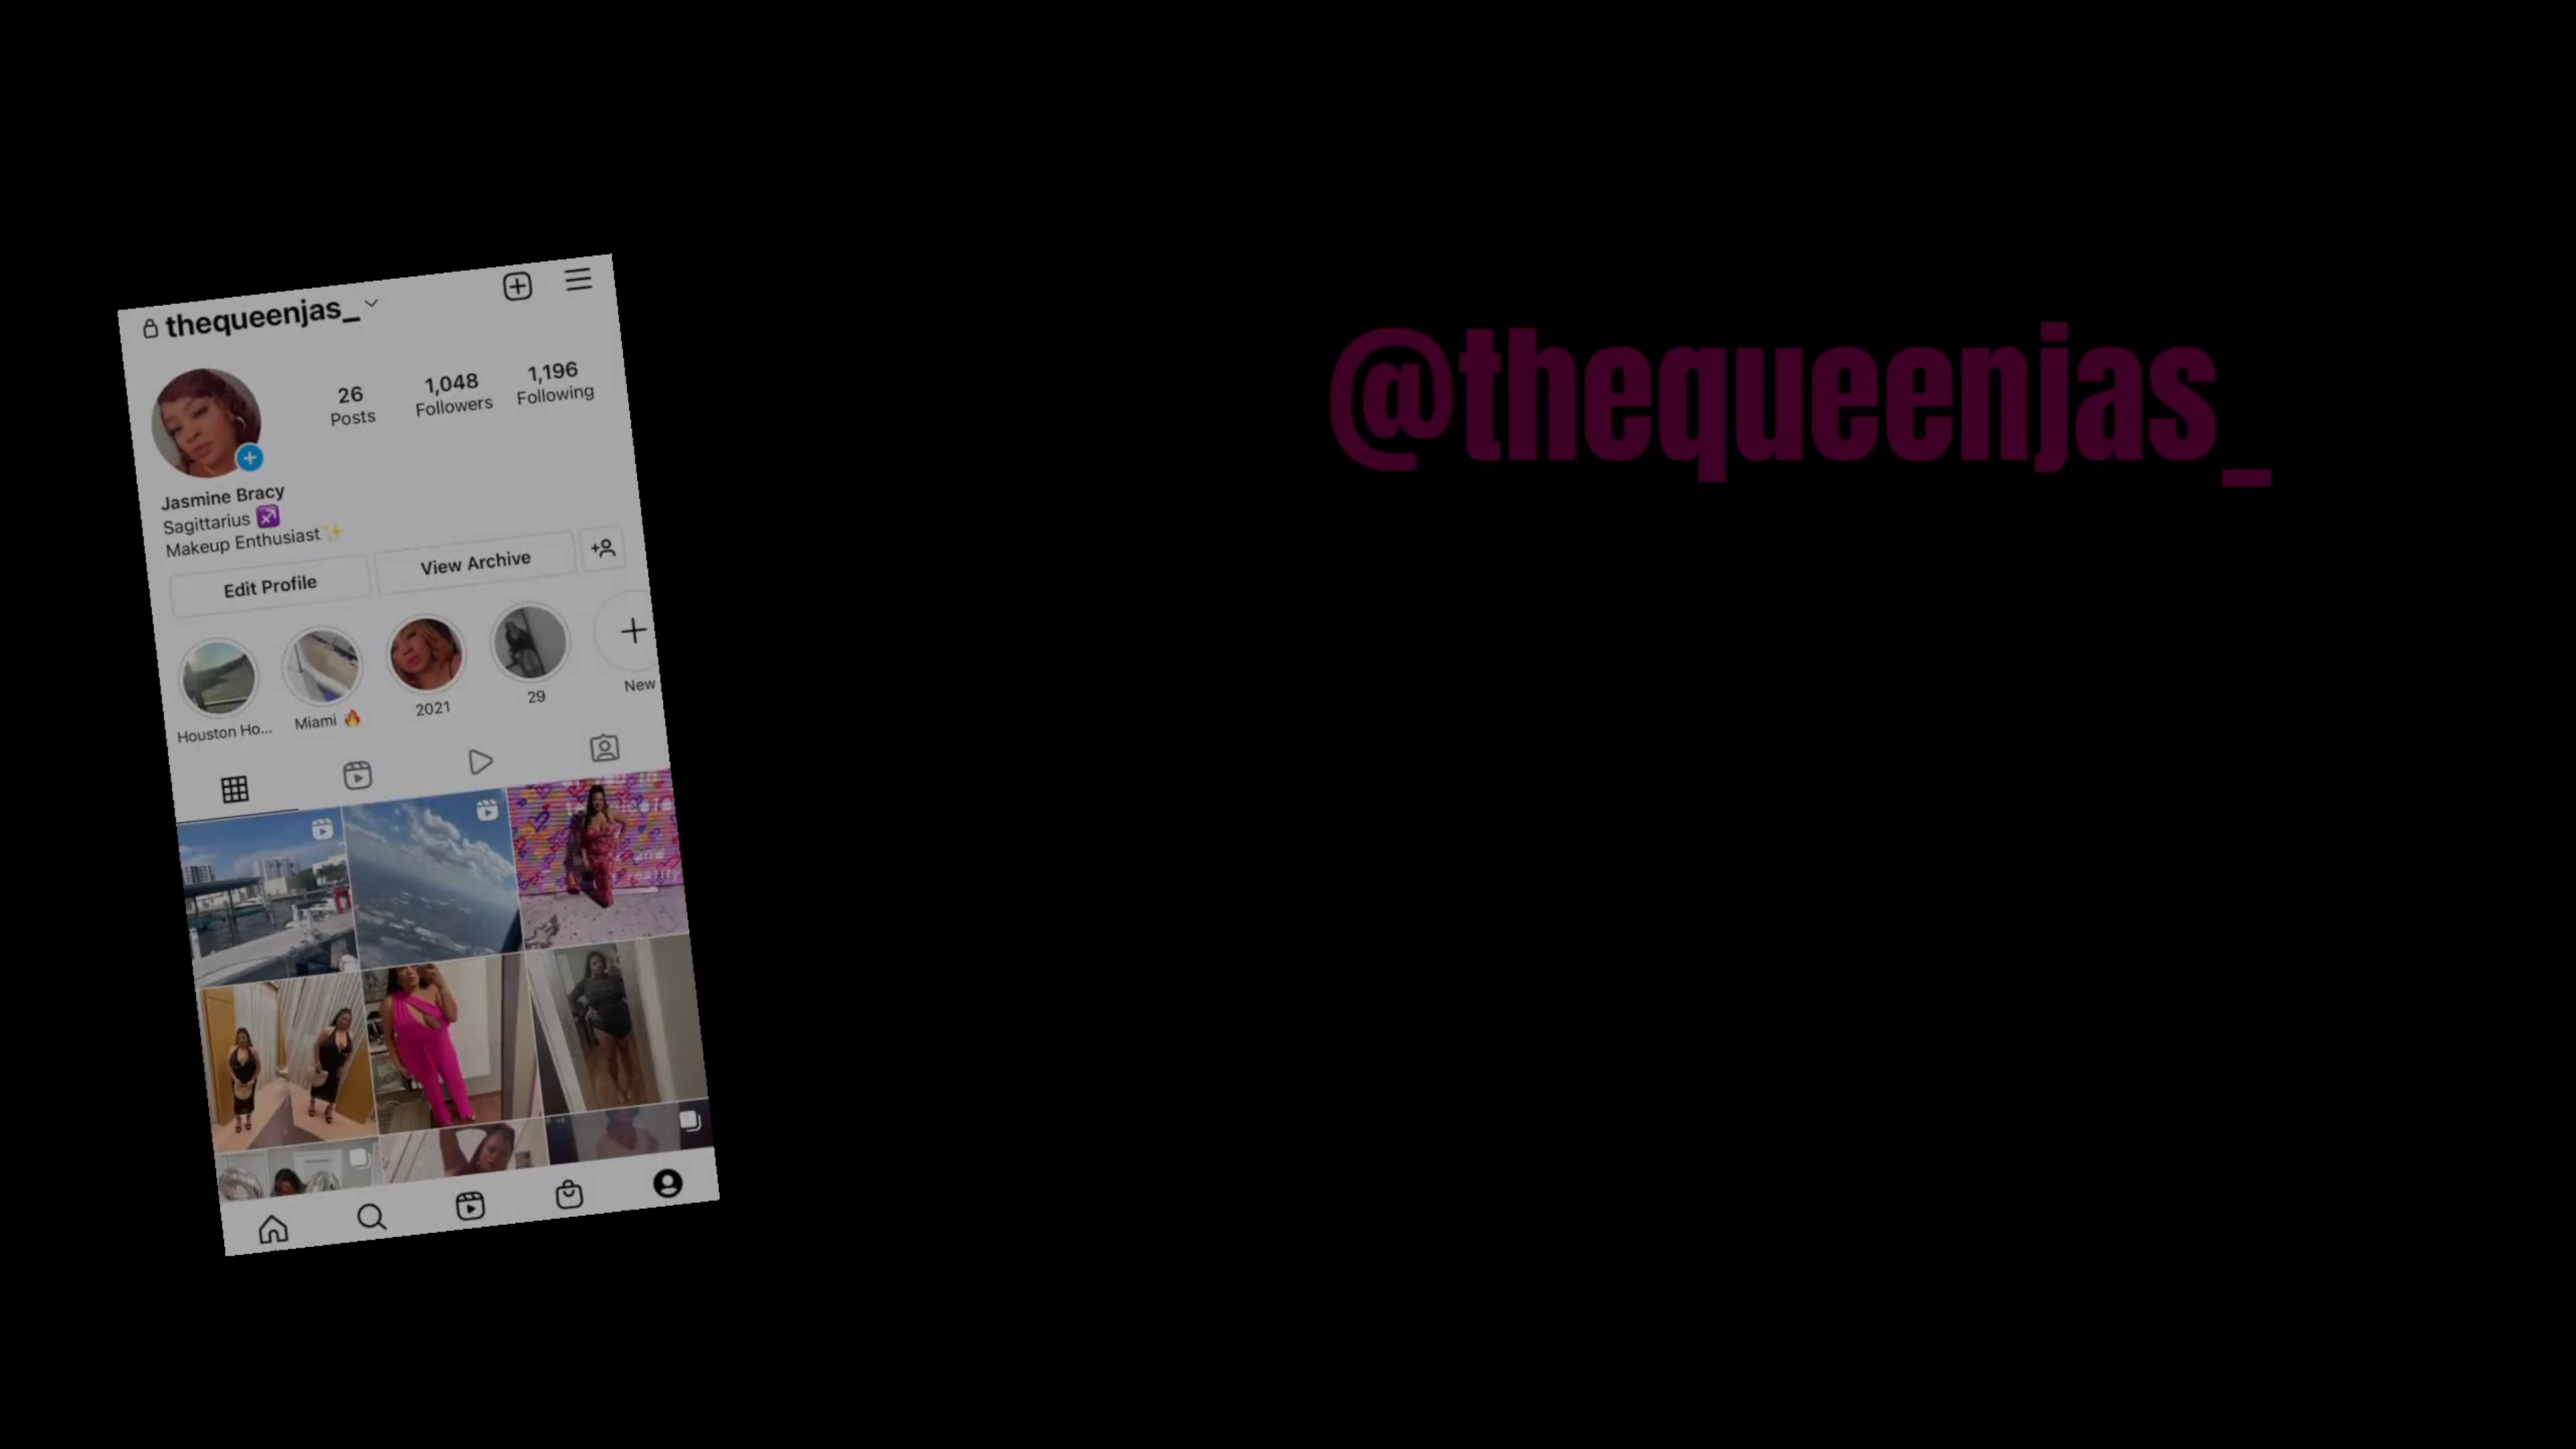 thequeenjas_
26
Posts
1,048
Followers
1,196
Following
Jasmine Bracy
Sagittarius ♐
Makeup Enthusiast✨
Edit Profile
View Archive
Houston Ho...
Miami 🔥
2021
29
New
@thequeenjas_